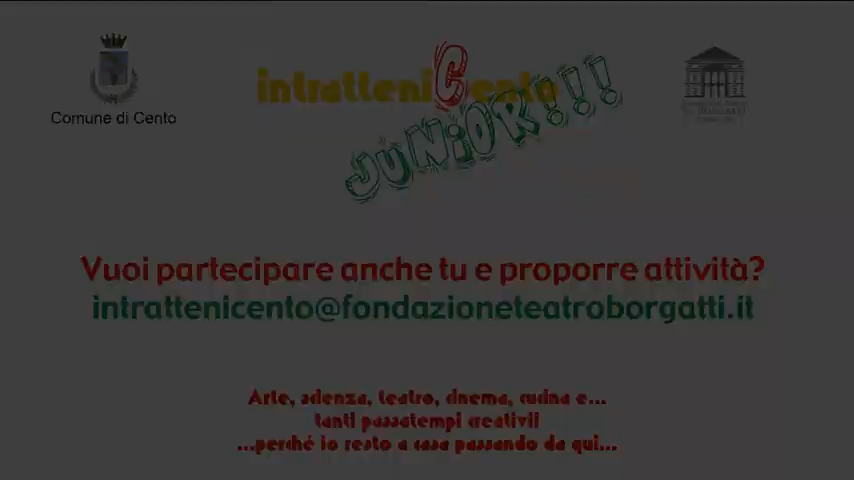 Comune di Cento
intratteniCento
JUNiOR!!!
Vuoi partecipare anche tu e proporre attività?
intrattenicento@fondazioneteatroborgatti.it
Arte, scienza, teatro, cinema, cucina e...
tanti passatempi creativi!
...perché io resto a casa passando da qui...